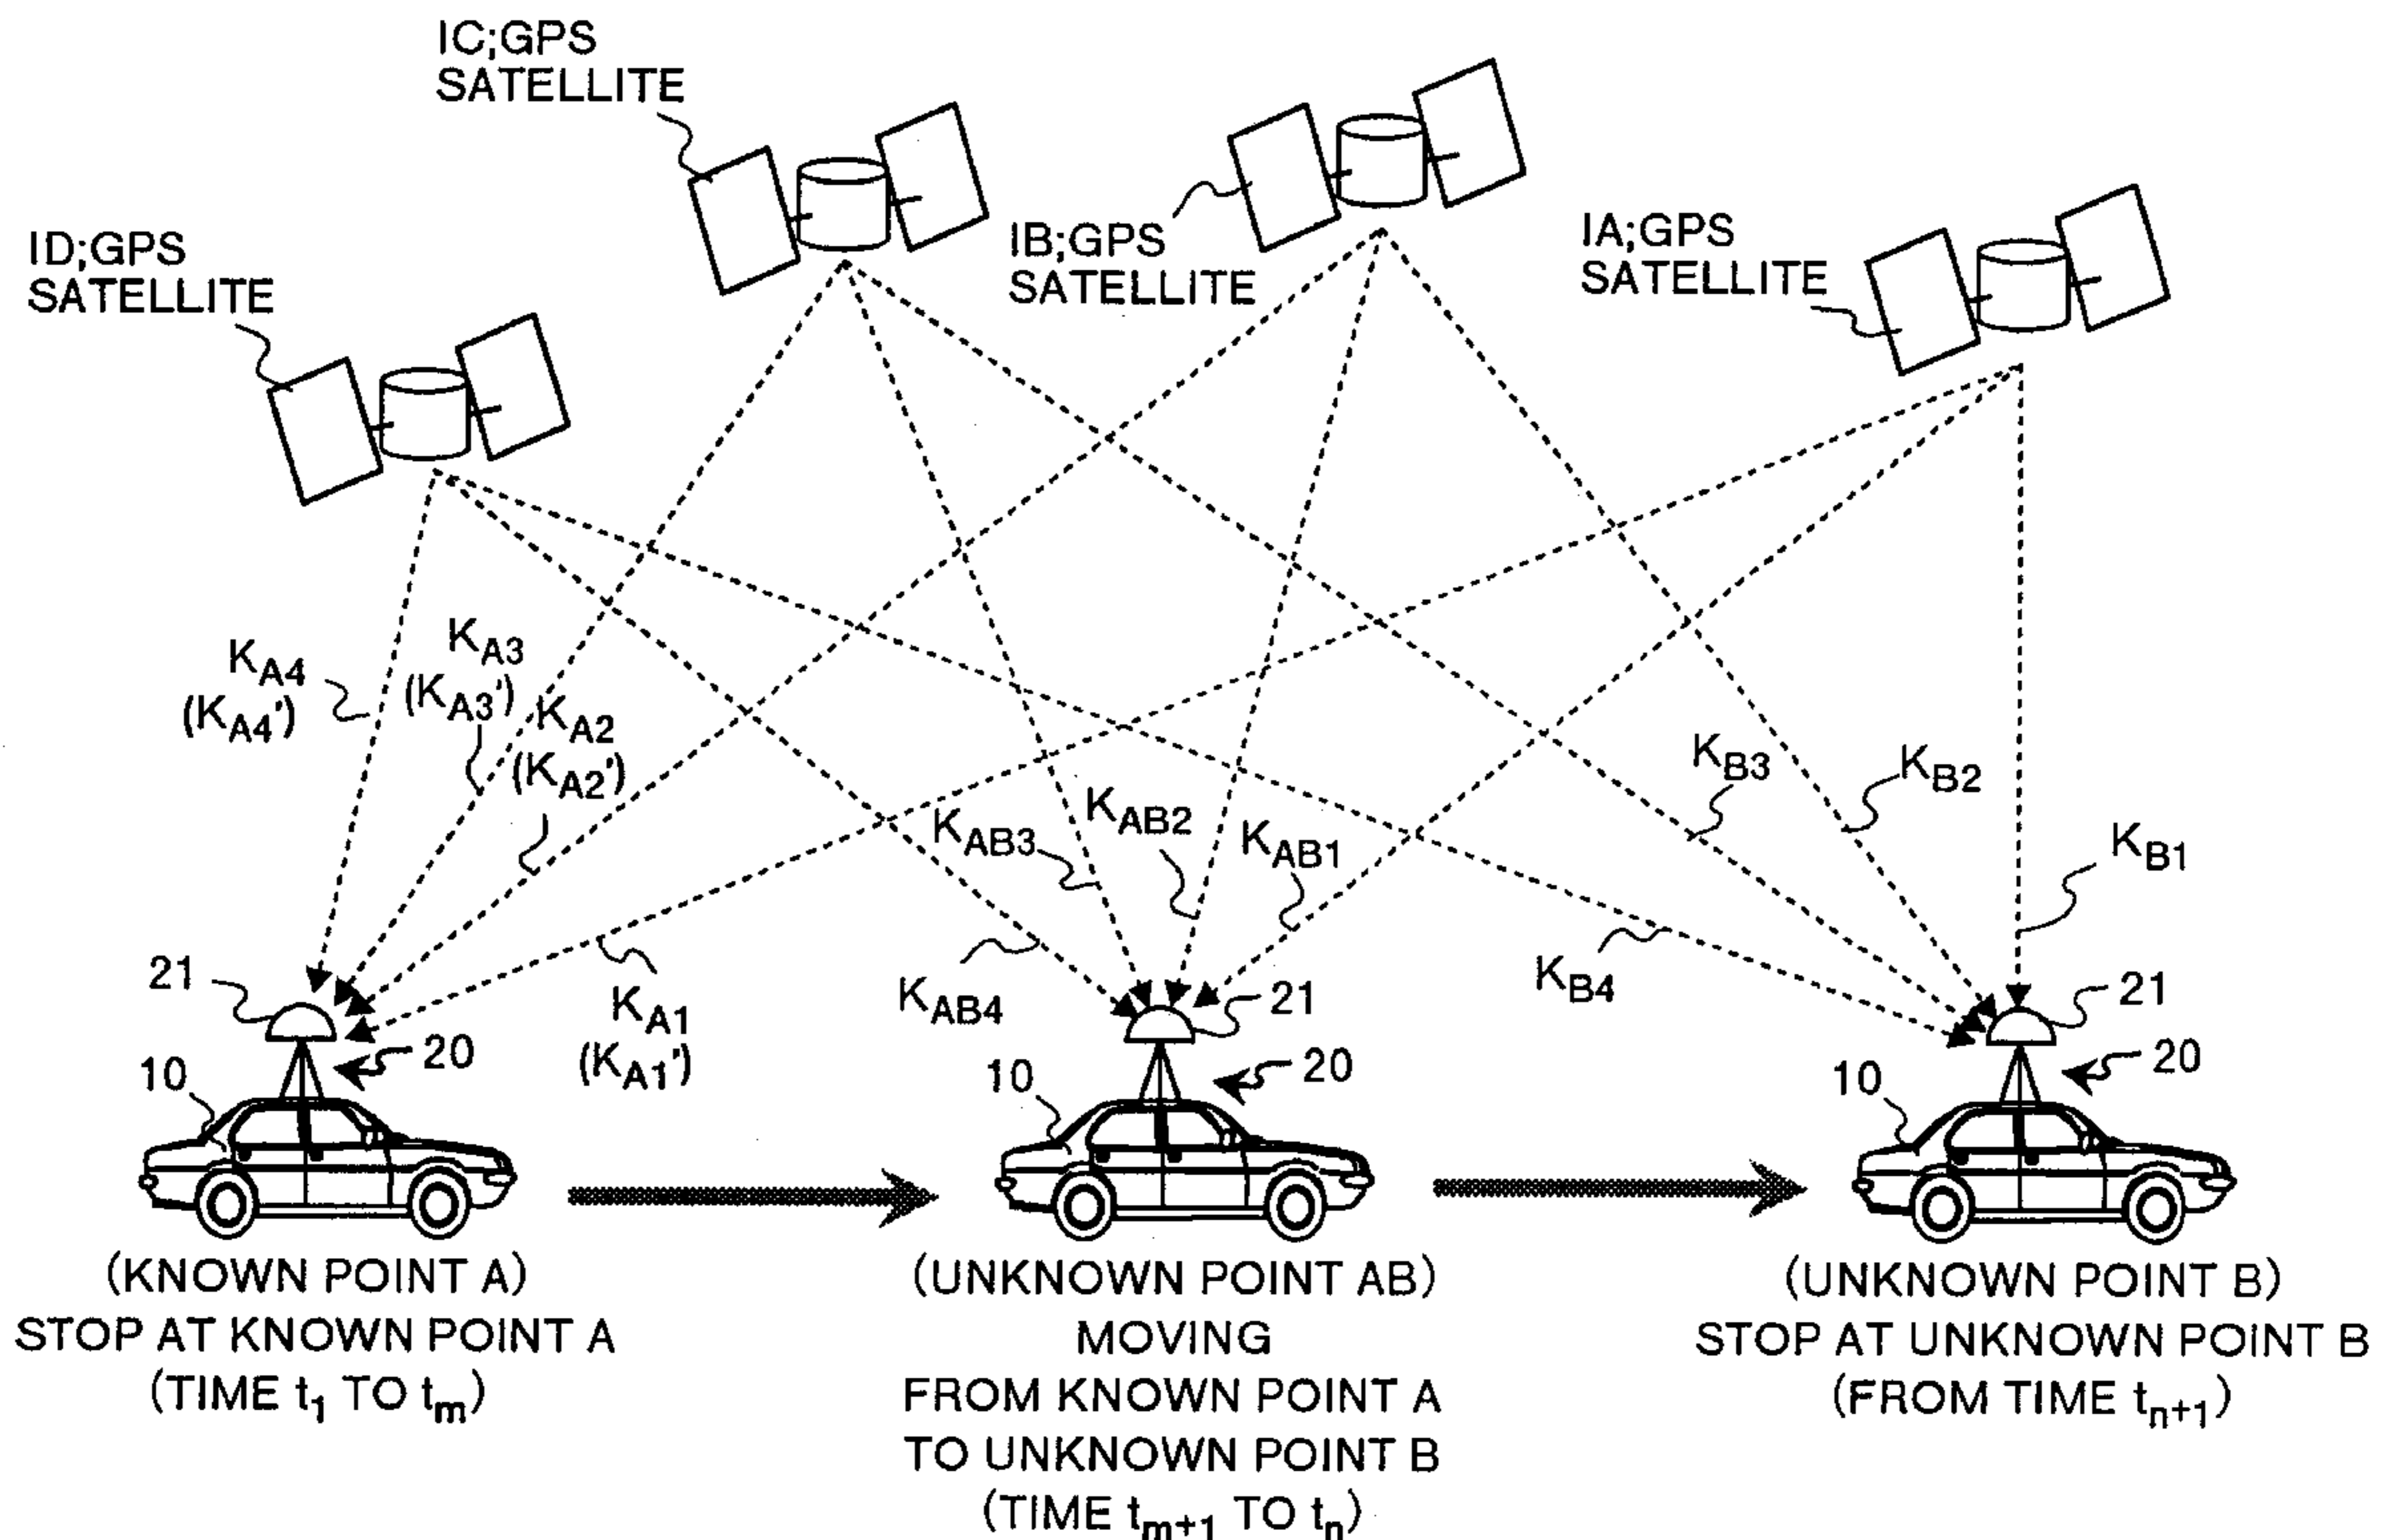 IC;GPS
SATELLITE
IB;GPS
SATELLITE
IA;GPS
SATELLITE
ID;GPS
SATELLITE
KA4
(KA4')
KA3
(KA3')
KA2
(KA2')
KA1
(KA1')
KAB3
KAB2
KAB1
KAB4
KB3
KB2
KB1
KB4
21
20
10
21
20
10
21
20
10
(KNOWN POINT A)
STOP AT KNOWN POINT A
(TIME t1 TO tm)
(UNKNOWN POINT AB)
MOVING
FROM KNOWN POINT A
TO UNKNOWN POINT B
(TIME tm+1 TO tn)
(UNKNOWN POINT B)
STOP AT UNKNOWN POINT B
(FROM TIME tn+1)